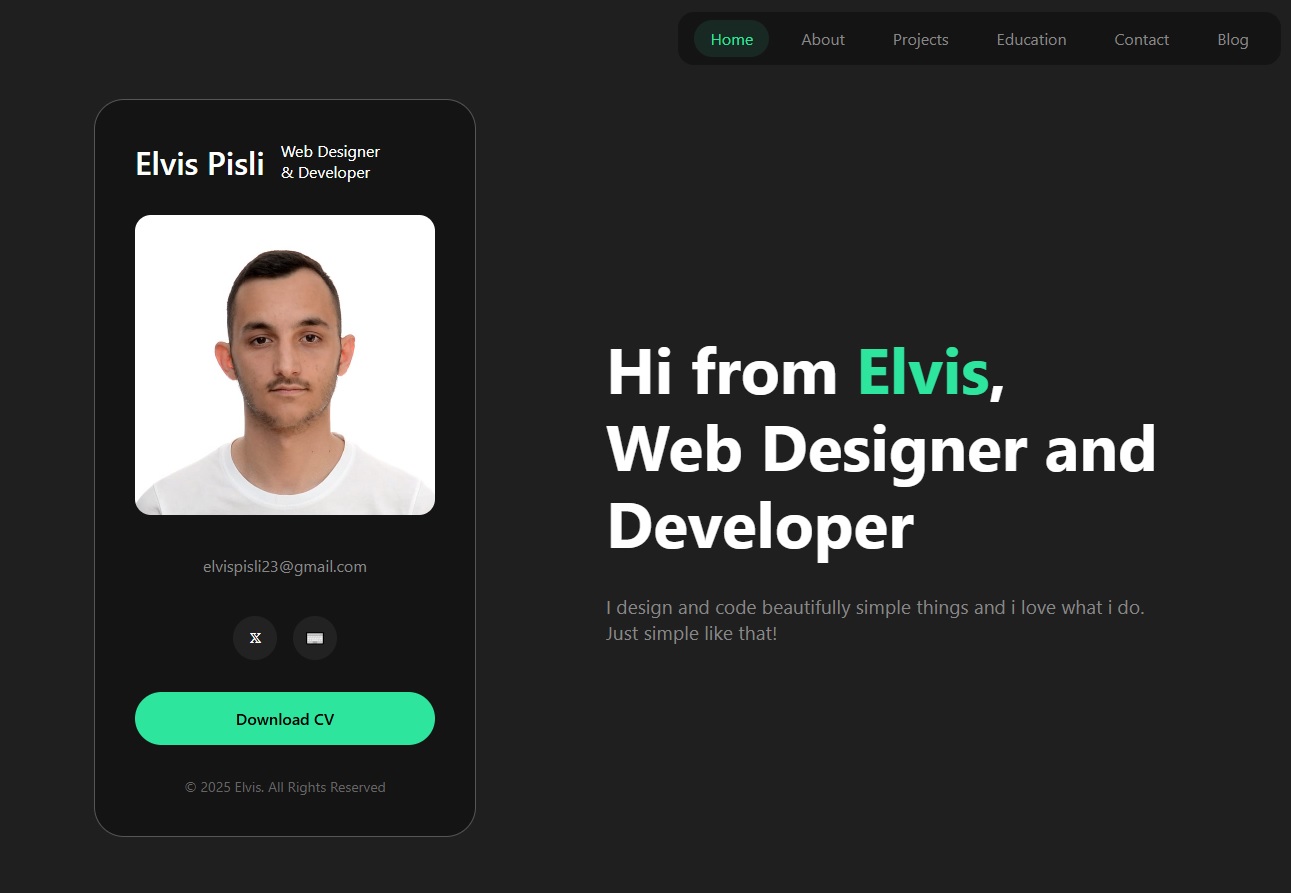 Home About Projects Education Contact Blog
Elvis Pisli
Web Designer
& Developer
elvispisli23@gmail.com
𝕏
Download CV
© 2025 Elvis. All Rights Reserved
Hi from Elvis,
Web Designer and
Developer
I design and code beautifully simple things and i love what i do.
Just simple like that!